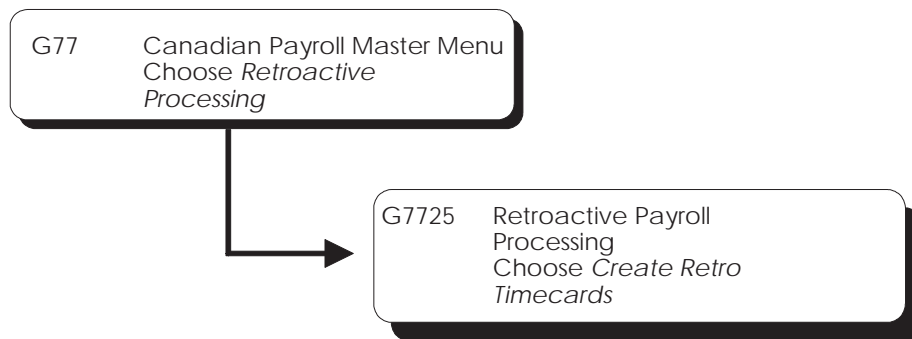 G77 Canadian Payroll Master Menu
Choose Retroactive
Processing
G7725 Retroactive Payroll
Processing
Choose Create Retro
Timecards